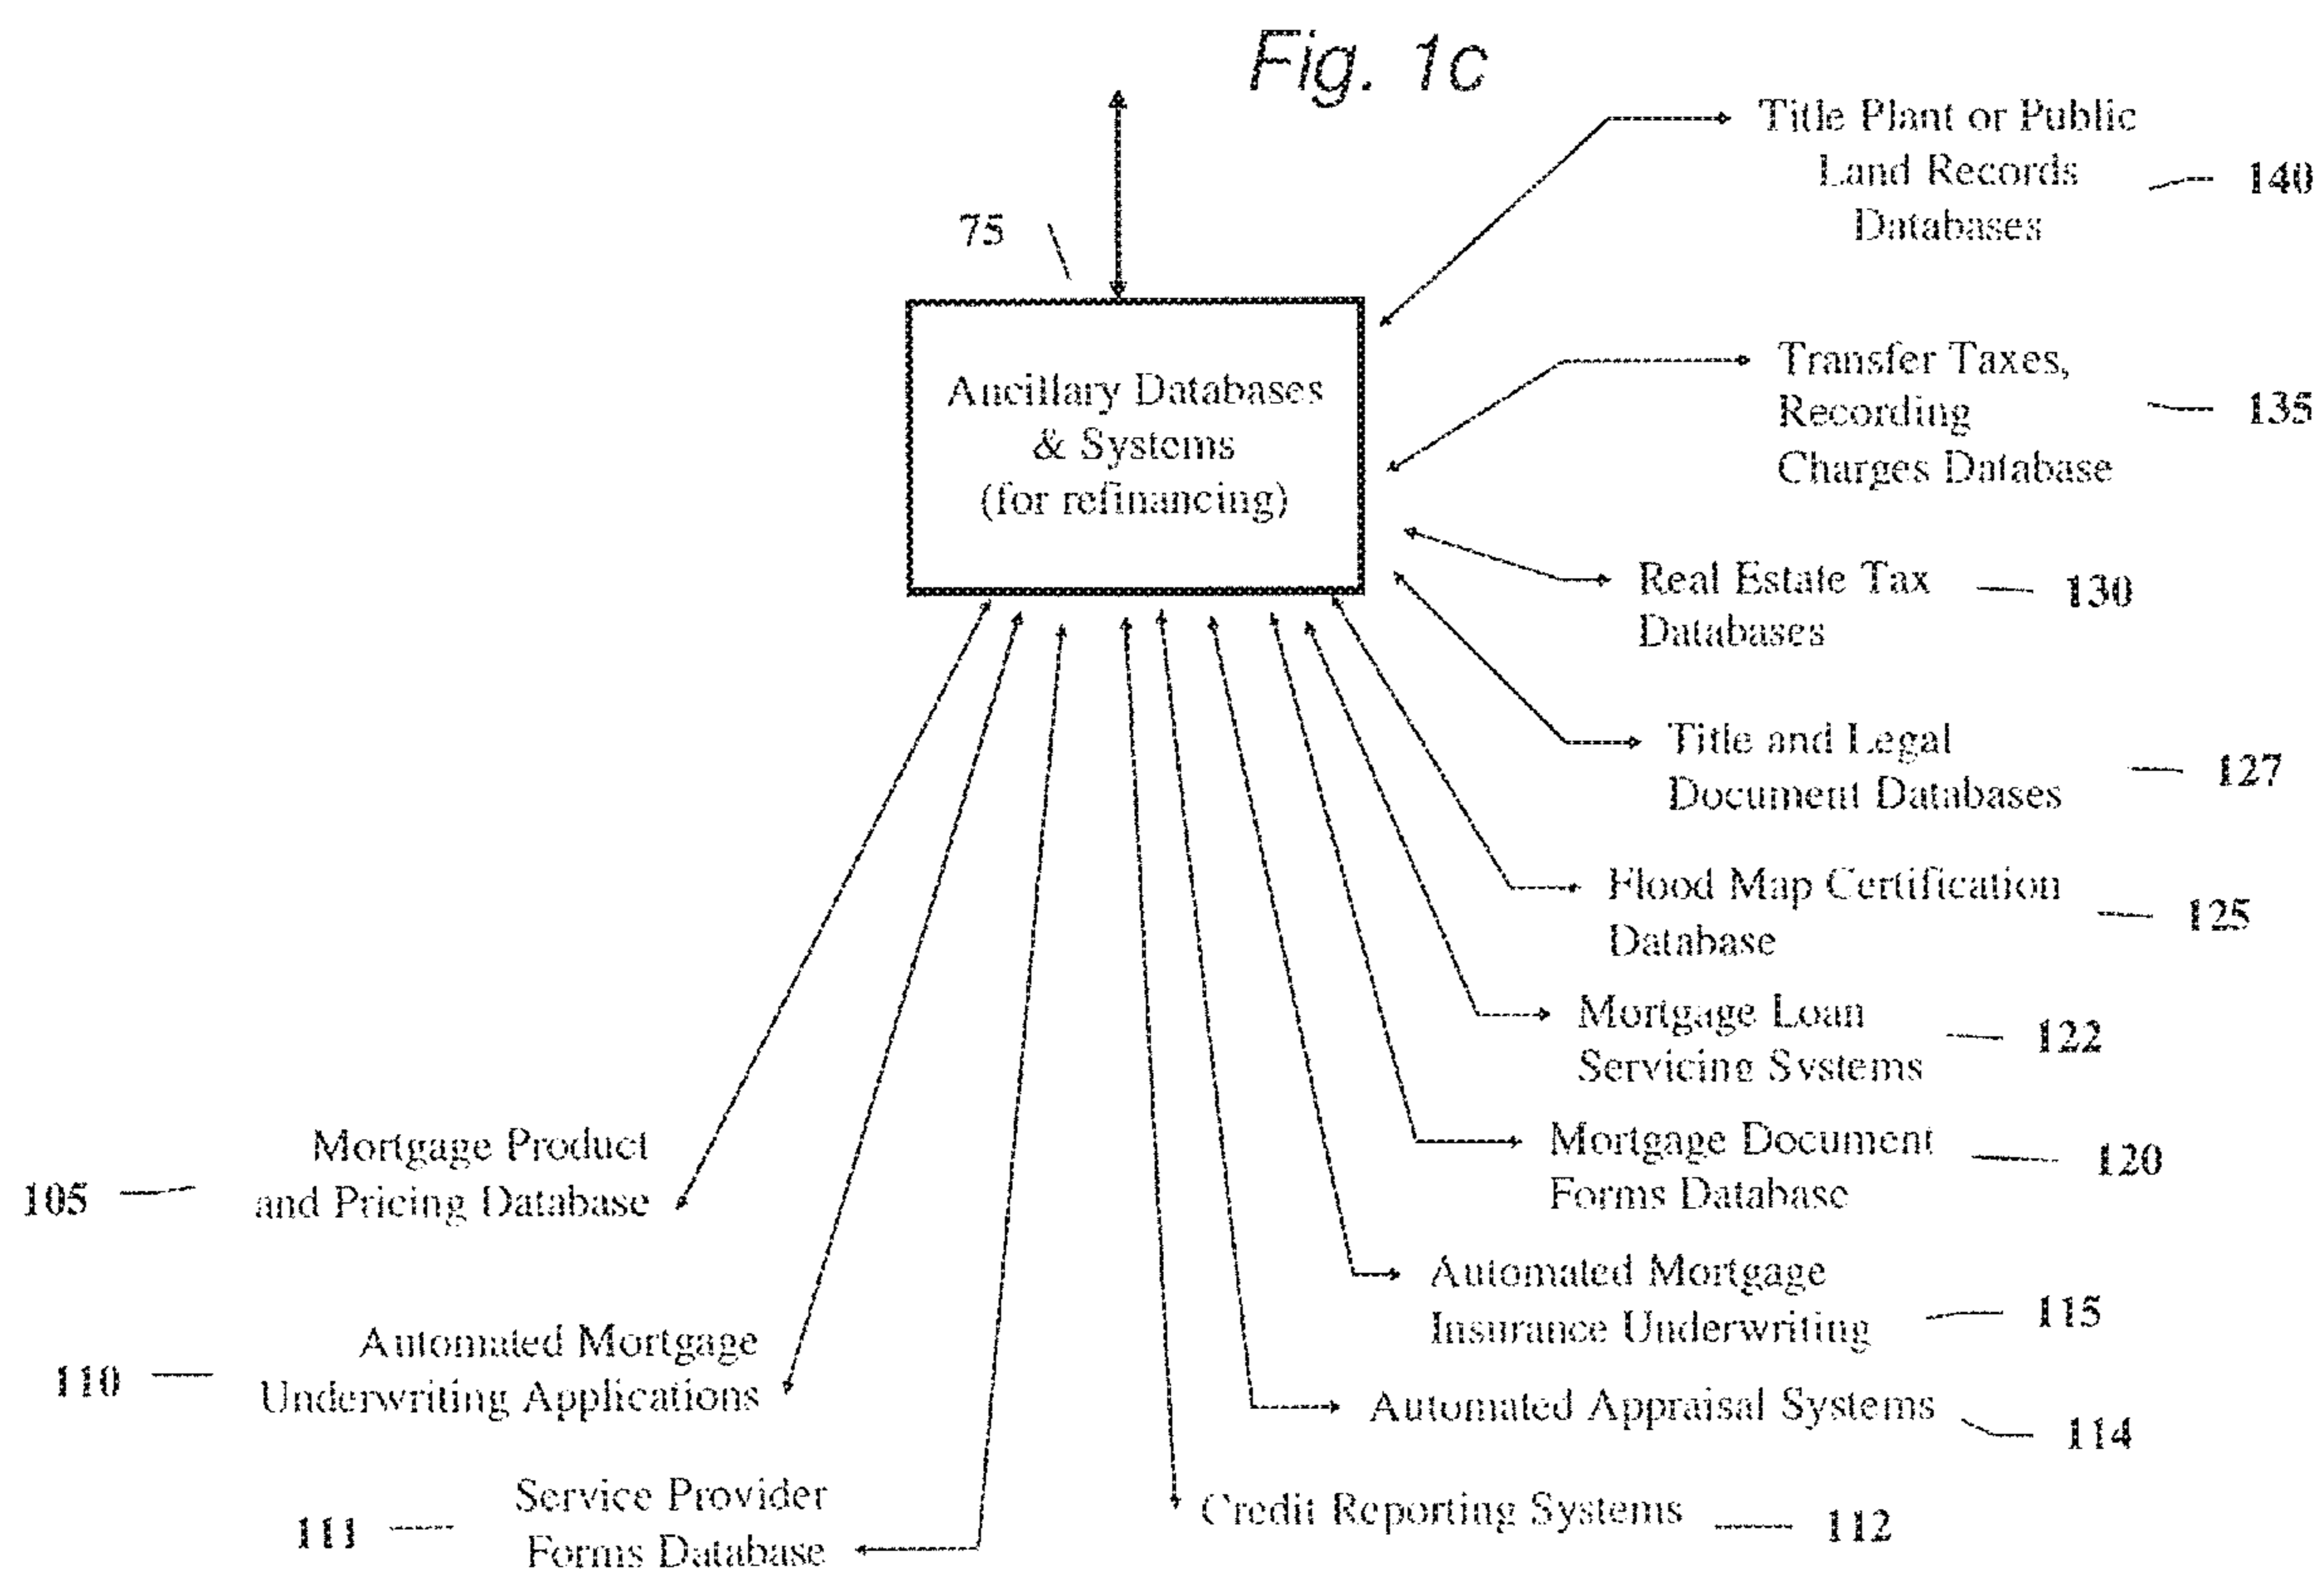 Fig. 1c
Title Plant or Public
Land Records
Databases
140
75
Ancillary Databases
& Systems
(for refinancing)
Transfer Taxes,
Recording
Charges Database
135
Real Estate Tax
Databases
130
Title and Legal
Document Databases
127
Flood Map Certification
Database
125
Mortgage Loan
Servicing Systems
122
Mortgage Document
Forms Database
120
Mortgage Product
and Pricing Database
105
Automated Mortgage
Insurance Underwriting
115
Automated Mortgage
Underwriting Applications
110
Automated Appraisal Systems
114
Service Provider
Forms Database
111
Credit Reporting Systems
112